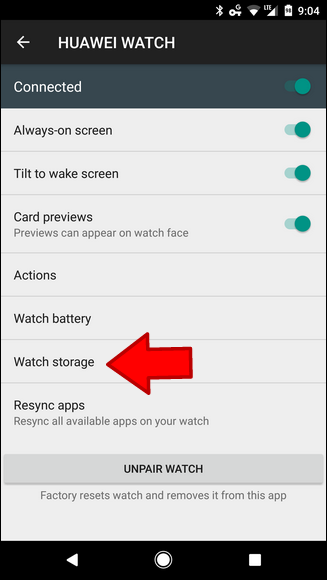 LTE 9:04
HUAWEI WATCH
Connected
Always-on screen
Tilt to wake screen
Card previews
Previews can appear on watch face
Actions
Watch battery
Watch storage
Resync apps
Resync all available apps on your watch
UNPAIR WATCH
Factory resets watch and removes it from this app